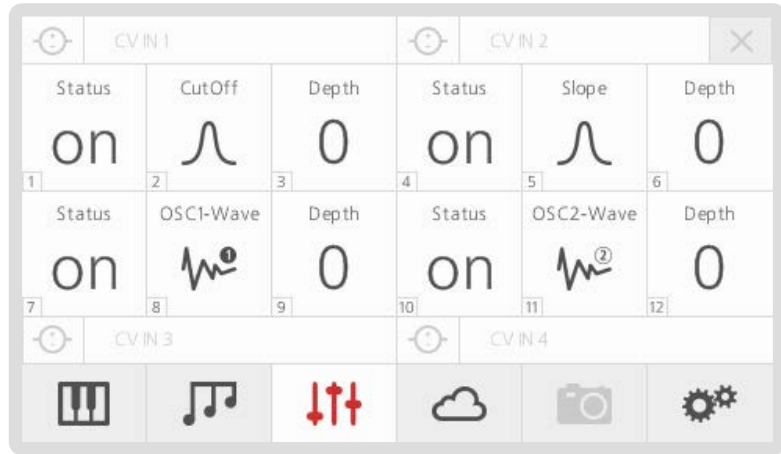 CV IN 1 CV IN 2
Status CutOff Depth Status Slope Depth
on 0 on 0
1 2 3 4 5 6
Status OSC1-Wave Depth Status OSC2-Wave Depth
on 1 0 on 2 0
7 8 9 10 11 12
CV IN 3 CV IN 4